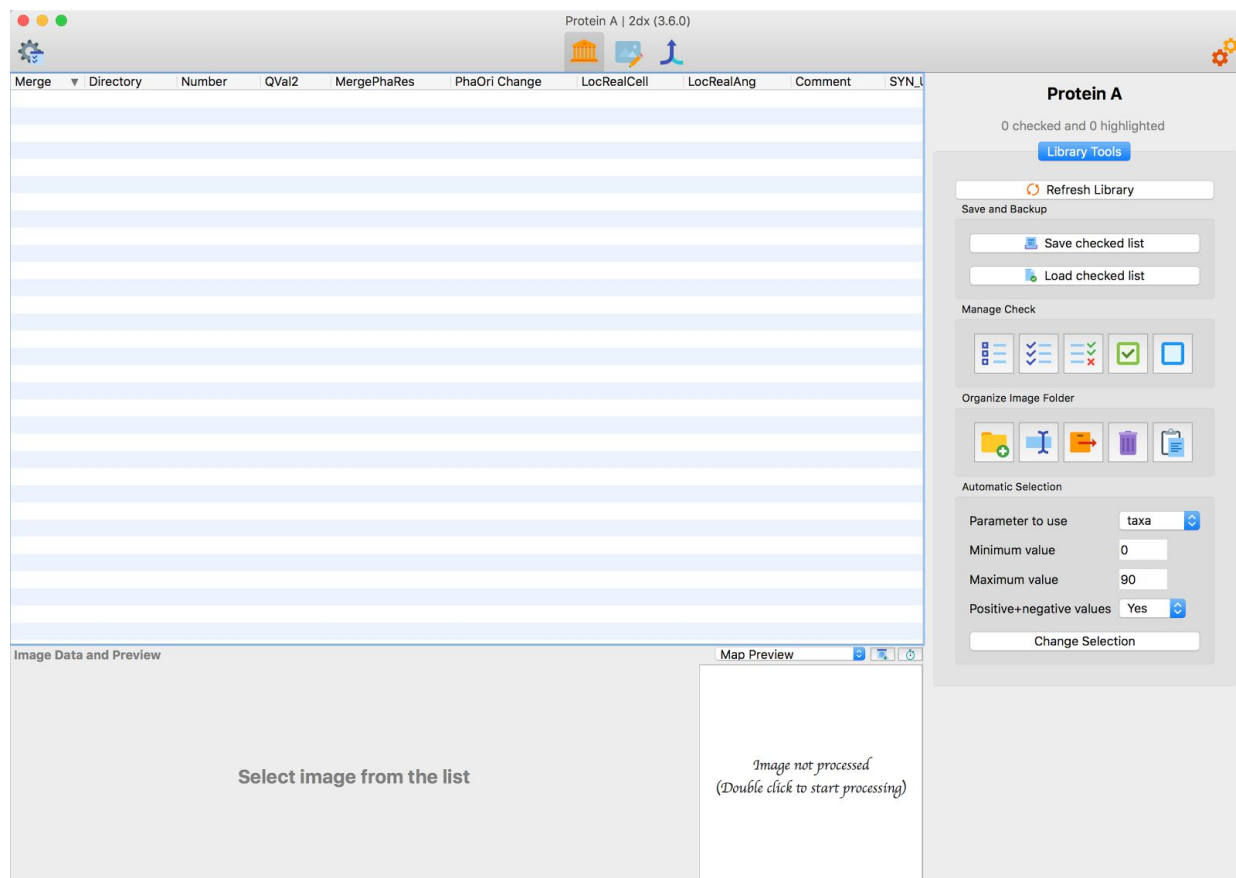 Protein A | 2dx (3.6.0)
Merge ▼ Directory Number QVal2 MergePhaRes PhaOri Change LocRealCell LocRealAng Comment SYN_
Protein A
0 checked and 0 highlighted
Library Tools
Refresh Library
Save and Backup
Save checked list
Load checked list
Manage Check
Organize Image Folder
Automatic Selection
Parameter to use taxa
Minimum value 0
Maximum value 90
Positive+negative values Yes
Change Selection
Image Data and Preview
Map Preview
Select image from the list
Image not processed
(Double click to start processing)